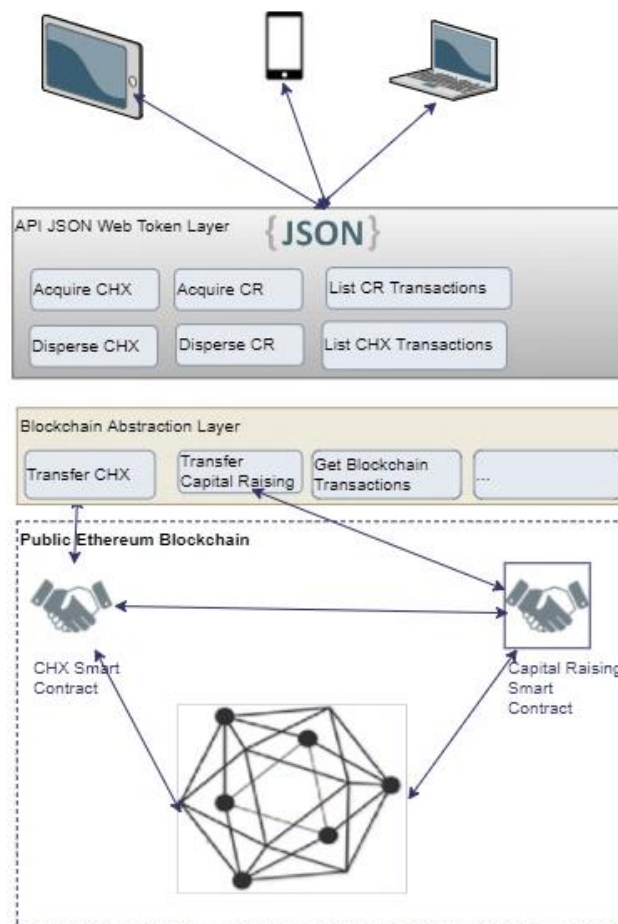 API JSON Web Token Layer
{JSON}
Acquire CHX
Acquire CR
List CR Transactions
Disperse CHX
Disperse CR
List CHX Transactions
Blockchain Abstraction Layer
Transfer CHX
Transfer
Capital Raising
Get Blockchain
Transactions
...
Public Ethereum Blockchain
CHX Smart
Contract
Capital Raising
Smart
Contract